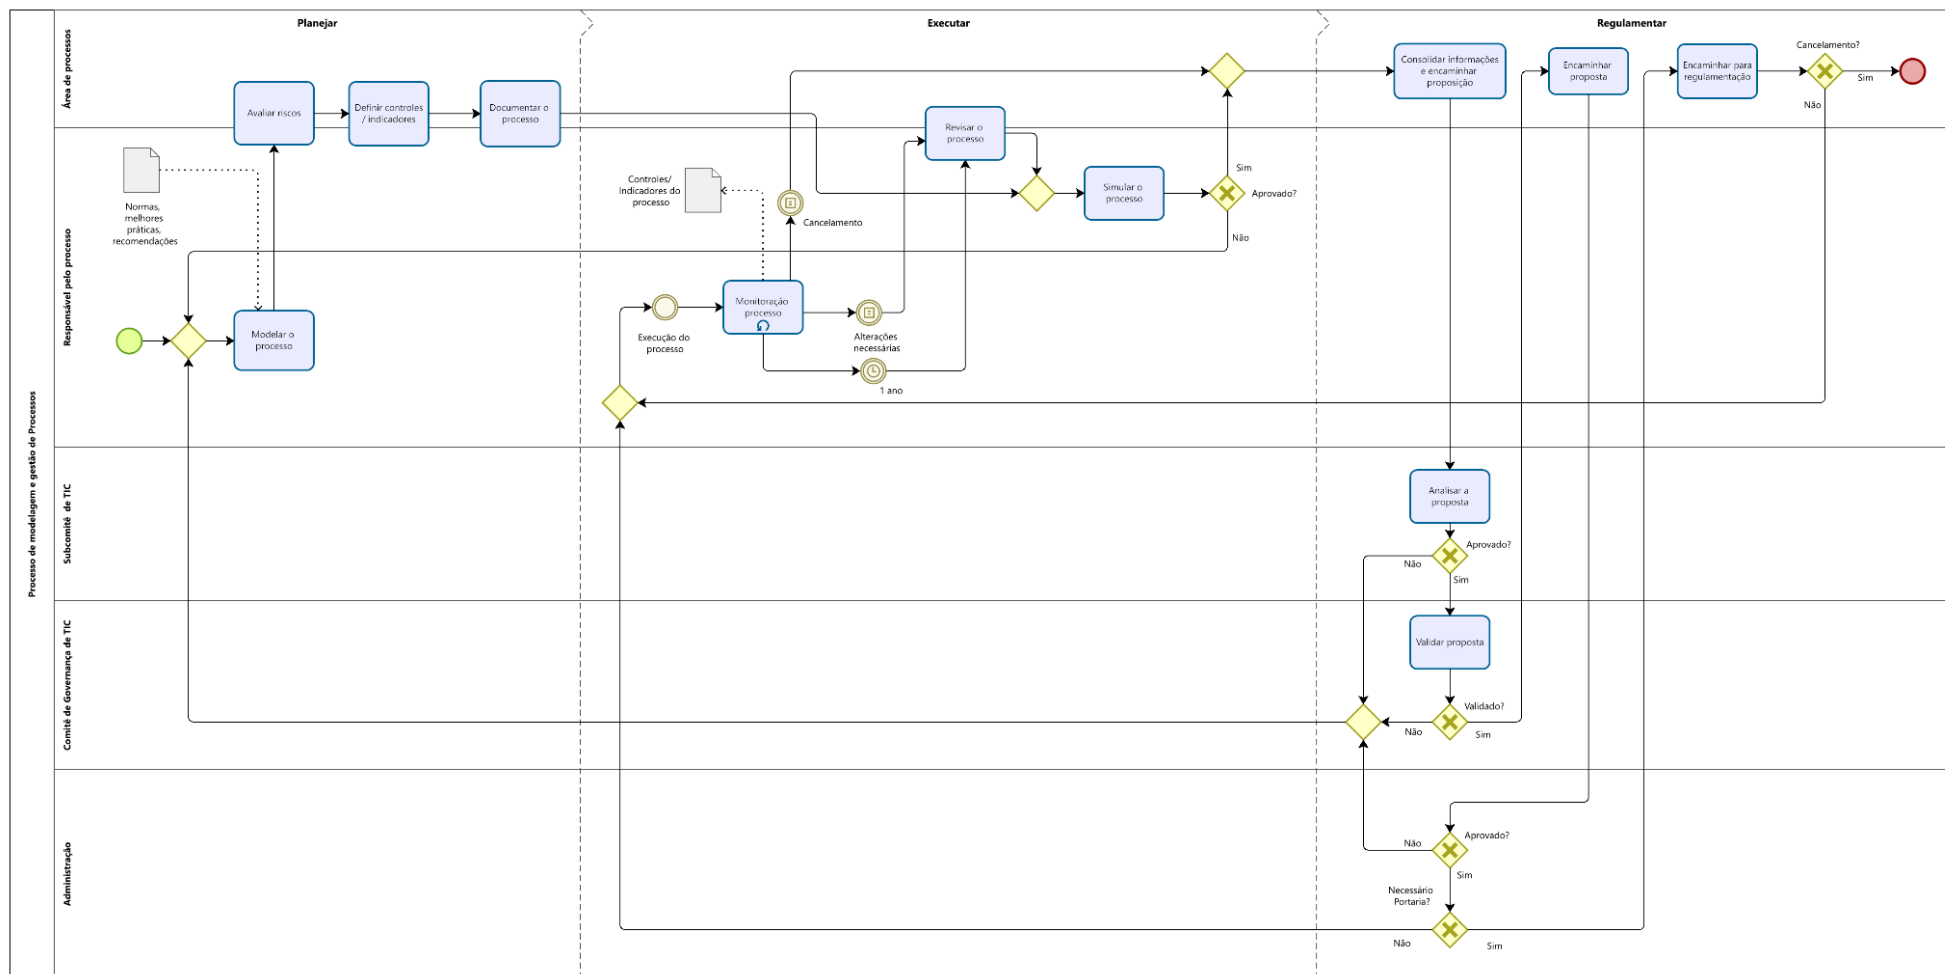 Planejar
Executar
Regulamentar
Processo de modelagem e gestão de Processos
Área de processos
Avaliar riscos
Definir controles
/ indicadores
Documentar o
processo
Revisar o
processo
Consolidar informações
e encaminhar
proposição
Encaminhar
proposta
Encaminhar para
regulamentação
Cancelamento?
Sim
Não
Responsável pelo processo
Normas,
melhores
práticas,
recomendações
Modelar o
processo
Controles/
Indicadores do
processo
Cancelamento
Simular o
processo
Sim
Aprovado?
Não
Execução do
processo
Monitoração
processo
Alterações
necessárias
1 ano
Subcomitê de TIC
Analisar a
proposta
Aprovado?
Não
Sim
Comitê de Governança de TIC
Validar proposta
Validado?
Não
Sim
Administração
Aprovado?
Não
Sim
Necessário
Portaria?
Não
Sim